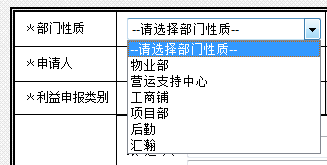 *部门性质
--请选择部门性质--
--请选择部门性质--
物业部
*申请人
营运支持中心
工商铺
*利益申报类别
项目部
后勤
汇瀚